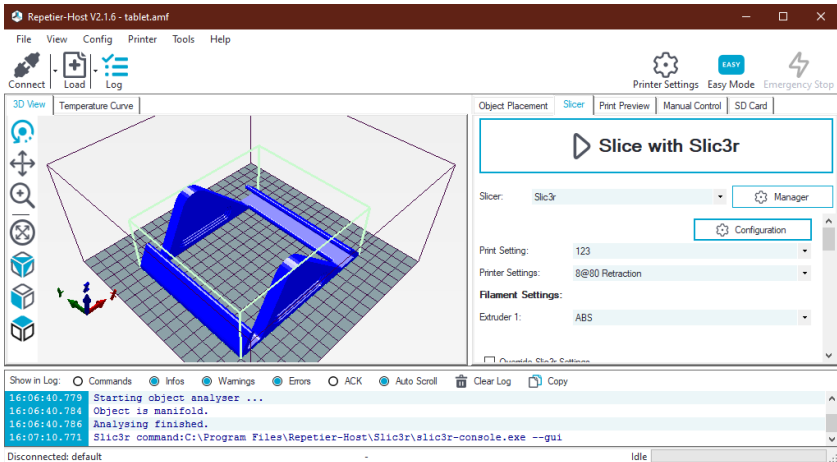 Repetier-Host V2.1.6 - tablet.amf
File View Config Printer Tools Help
Connect Load Log Printer Settings Easy Mode Emergency Stop
EASY
3D View Temperature Curve
Object Placement Slicer Print Preview Manual Control SD Card
Slice with Slic3r
Slicer: Slic3r Manager
Configuration
Print Setting: 123
Printer Settings: 8@80 Retraction
Filament Settings:
Extruder 1: ABS
Override Slic3r Settings
Y Z X
Show in Log: Commands Infos Warnings Errors ACK Auto Scroll Clear Log Copy
16:06:40.779 Starting object analyser ...
16:06:40.784 Object is manifold.
16:06:40.786 Analysing finished.
16:07:10.771 Slic3r command:C:\Program Files\Repetier-Host\Slic3r\slic3r-console.exe --gui
Disconnected: default - Idle